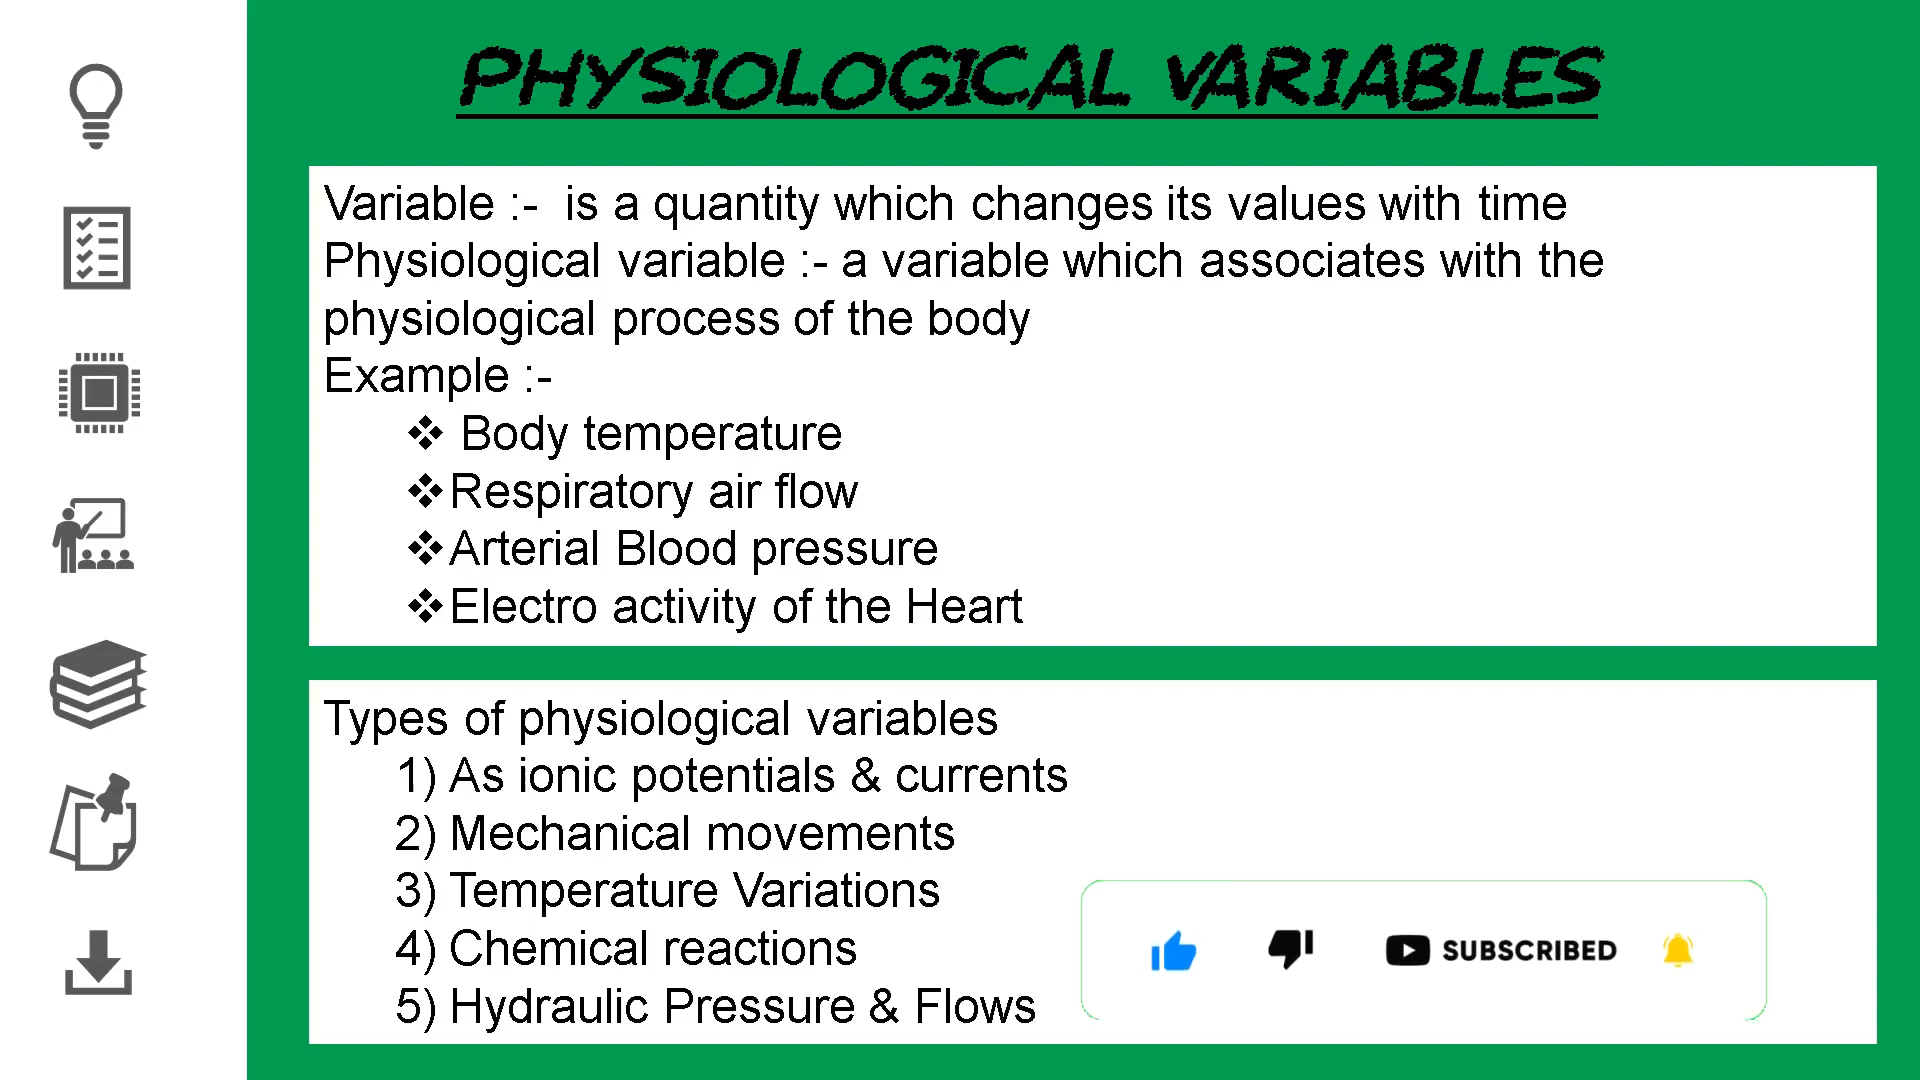 PHYSIOLOGICAL VARIABLES
Variable :- is a quantity which changes its values with time
Physiological variable :- a variable which associates with the
physiological process of the body
Example :-
❖ Body temperature
❖Respiratory air flow
❖Arterial Blood pressure
❖Electro activity of the Heart
Types of physiological variables
1) As ionic potentials & currents
2) Mechanical movements
3) Temperature Variations
4) Chemical reactions
5) Hydraulic Pressure & Flows
SUBSCRIBED